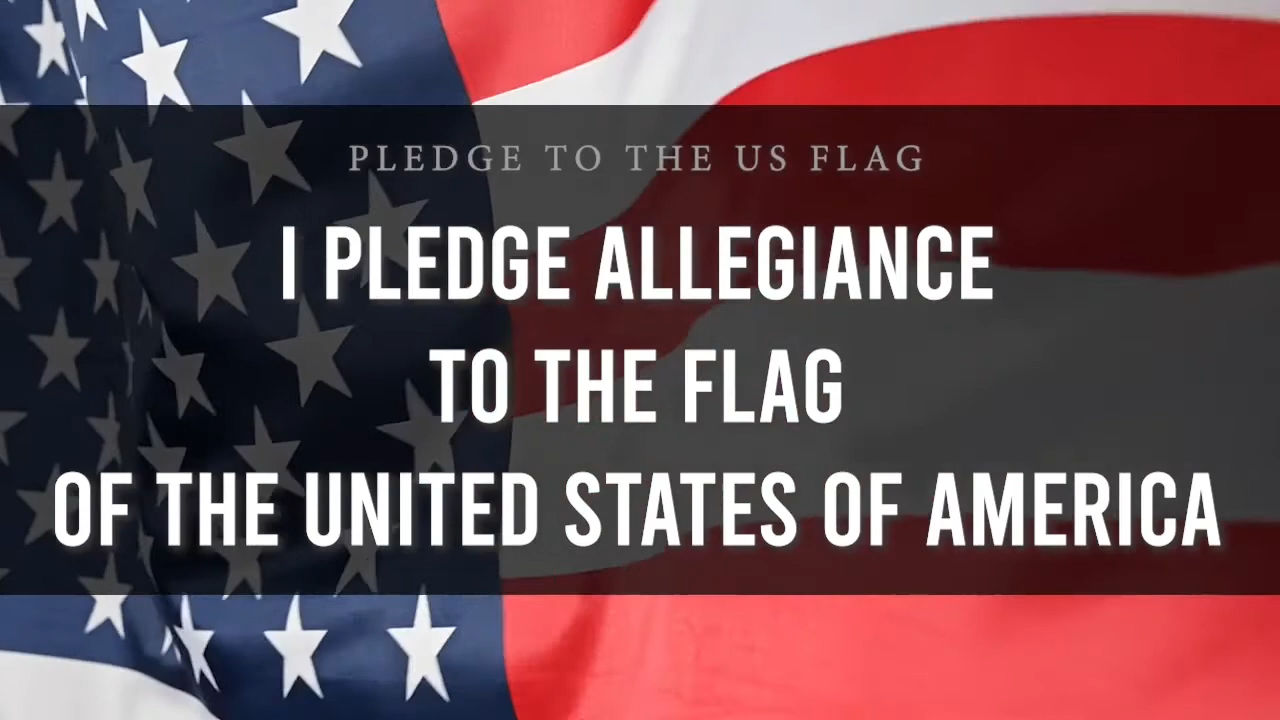 PLEDGE TO THE US FLAG
I PLEDGE ALLEGIANCE
TO THE FLAG
OF THE UNITED STATES OF AMERICA